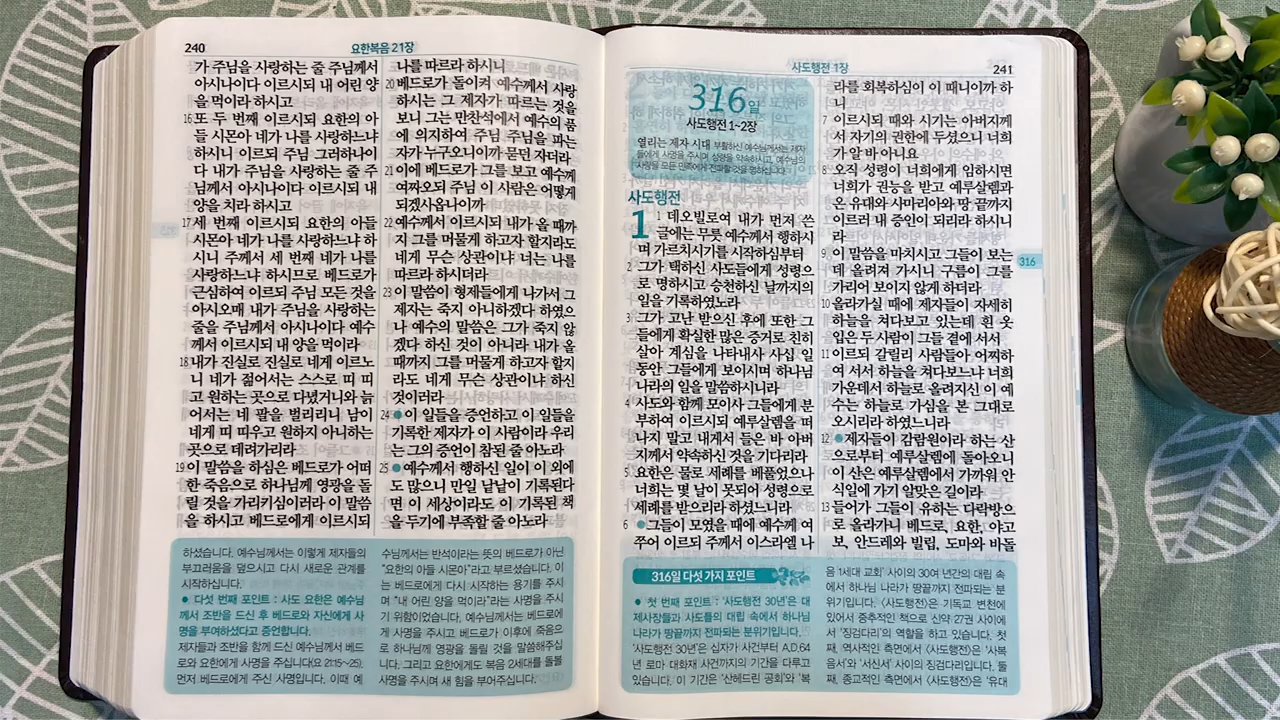 240
요한복음 21장
가 주님을 사랑하는 줄 주님께서
아시나이다 이르시되 내 어린 양
을 먹이라 하시고
16 또 두 번째 이르시되 요한의 아
들 시몬아 네가 나를 사랑하느냐
하시니 이르되 주님 그러하나이
다 내가 주님을 사랑하는 줄 주
님께서 아시나이다 이르시되 내
양을 치라 하시고
17 세 번째 이르시되 요한의 아들
시몬아 네가 나를 사랑하느냐 하
시니 주께서 세 번째 네가 나를
사랑하느냐 하시므로 베드로가
근심하여 이르되 주님 모든 것을
아시오매 내가 주님을 사랑하는
줄을 주님께서 아시나이다 예수
께서 이르시되 내 양을 먹이라
18 내가 진실로 진실로 네게 이르노
니 네가 젊어서는 스스로 띠 띠
고 원하는 곳으로 다녔거니와 늙
어서는 네 팔을 벌리리니 남이
네게 띠 띠우고 원하지 아니하는
곳으로 데려가리라
19 이 말씀을 하심은 베드로가 어떠
한 죽음으로 하나님께 영광을 돌
릴 것을 가리키심이러라 이 말씀
을 하시고 베드로에게 이르시되
나를 따르라 하시니
20 베드로가 돌이켜 예수께서 사랑
하시는 그 제자가 따르는 것을
보니 그는 만찬석에서 예수의 품
에 의지하여 주님 주님을 파는
자가 누구오니이까 묻던 자더라
21 이에 베드로가 그를 보고 예수께
여짜오되 주님 이 사람은 어떻게
되겠사옵나이까
22 예수께서 이르시되 내가 올 때까
지 그를 머물게 하고자 할지라도
네게 무슨 상관이냐 너는 나를
따르라 하시더라
23 이 말씀이 형제들에게 나가서 그
제자는 죽지 아니하겠다 하였으
나 예수의 말씀은 그가 죽지 않
겠다 하신 것이 아니라 내가 올
때까지 그를 머물게 하고자 할지
라도 네게 무슨 상관이냐 하신
것이러라
24 ● 이 일들을 증언하고 이 일들을
기록한 제자가 이 사람이라 우리
는 그의 증언이 참된 줄 아노라
25 ● 예수께서 행하신 일이 이 외에
도 많으니 만일 낱낱이 기록된다
면 이 세상이라도 이 기록된 책
을 두기에 부족할 줄 아노라
하셨습니다. 예수님께서는 이렇게 제자들의
부끄러움을 덮으시고 다시 새로운 관계를
시작하십니다.
● 다섯 번째 포인트 : 사도 요한은 예수님
께서 조반을 드신 후 베드로와 자신에게 사
명을 부여하셨다고 증언합니다.
제자들과 조반을 함께 드신 예수님께서 베드
로와 요한에게 사명을 주십니다(요 21:15~25).
먼저 베드로에게 주신 사명입니다. 이때 예
수님께서는 반석이라는 뜻의 베드로가 아닌
"요한의 아들 시몬아"라고 부르셨습니다. 이
는 베드로에게 다시 시작하는 용기를 주시
며 "내 어린 양을 먹이라"라는 사명을 주시
기 위함이었습니다. 예수님께서는 베드로에
게 사명을 주시고 베드로가 이후에 죽음으
로 하나님께 영광을 돌릴 것을 말씀해주십
니다. 그리고 요한에게도 복음 2세대를 돌볼
사명을 주시며 새 힘을 부어주십니다.
사도행전 1장
241
316일
사도행전 1~2장
열리는 제자 시대 부활하신 예수님께서는 제자
들에게 사명을 주시며 성령을 약속하시고, 예수님의
사랑을 모든 민족에게 전파할 것을 명하십니다.
사도행전
1
1 데오빌로여 내가 먼저 쓴
글에는 무릇 예수께서 행하시
며 가르치시기를 시작하심부터
2 그가 택하신 사도들에게 성령으
로 명하시고 승천하신 날까지의
일을 기록하였노라
3 그가 고난 받으신 후에 또한 그
들에게 확실한 많은 증거로 친히
살아 계심을 나타내사 사십 일
동안 그들에게 보이시며 하나님
나라의 일을 말씀하시니라
4 사도와 함께 모이사 그들에게 분
부하여 이르시되 예루살렘을 떠
나지 말고 내게서 들은 바 아버
지께서 약속하신 것을 기다리라
5 요한은 물로 세례를 베풀었으나
너희는 몇 날이 못되어 성령으로
세례를 받으리라 하셨느니라
6 ● 그들이 모였을 때에 예수께 여
쭈어 이르되 주께서 이스라엘 나
라를 회복하심이 이 때니이까 하
니
7 이르시되 때와 시기는 아버지께
서 자기의 권한에 두셨으니 너희
가 알 바 아니요
8 오직 성령이 너희에게 임하시면
너희가 권능을 받고 예루살렘과
온 유대와 사마리아와 땅 끝까지
이르러 내 증인이 되리라 하시니
라
9 이 말씀을 마치시고 그들이 보는
데 올려져 가시니 구름이 그를
가리어 보이지 않게 하더라
10 올라가실 때에 제자들이 자세히
하늘을 쳐다보고 있는데 흰 옷
입은 두 사람이 그들 곁에 서서
11 이르되 갈릴리 사람들아 어찌하
여 서서 하늘을 쳐다보느냐 너희
가운데서 하늘로 올려지신 이 예
수는 하늘로 가심을 본 그대로
오시리라 하였느니라
12 ● 제자들이 감람원이라 하는 산
으로부터 예루살렘에 돌아오니
이 산은 예루살렘에서 가까워 안
식일에 가기 알맞은 길이라
13 들어가 그들이 유하는 다락방으
로 올라가니 베드로, 요한, 야고
보, 안드레와 빌립, 도마와 바돌
316
316일 다섯 가지 포인트
● 첫 번째 포인트 : '사도행전 30년'은 대
제사장들과 사도들의 대립 속에서 하나님
나라가 땅끝까지 전파되는 분위기입니다.
'사도행전 30년'은 십자가 사건부터 A.D.64
년 로마 대화재 사건까지의 기간을 다루고
있습니다. 이 기간은 '산헤드린 공회'와 '복
음 1세대 교회' 사이의 30여 년간의 대립 속
에서 하나님 나라가 땅끝까지 전파되는 분
위기입니다. 〈사도행전〉은 기독교 변천에
있어서 중추적인 책으로 '신약' 27권 사이에
서 '징검다리'의 역할을 하고 있습니다. 첫
째, 역사적인 측면에서 〈사도행전〉은 '사복
음서'와 '서신서' 사이의 징검다리입니다. 둘
째, 종교적인 측면에서 〈사도행전〉은 '유대